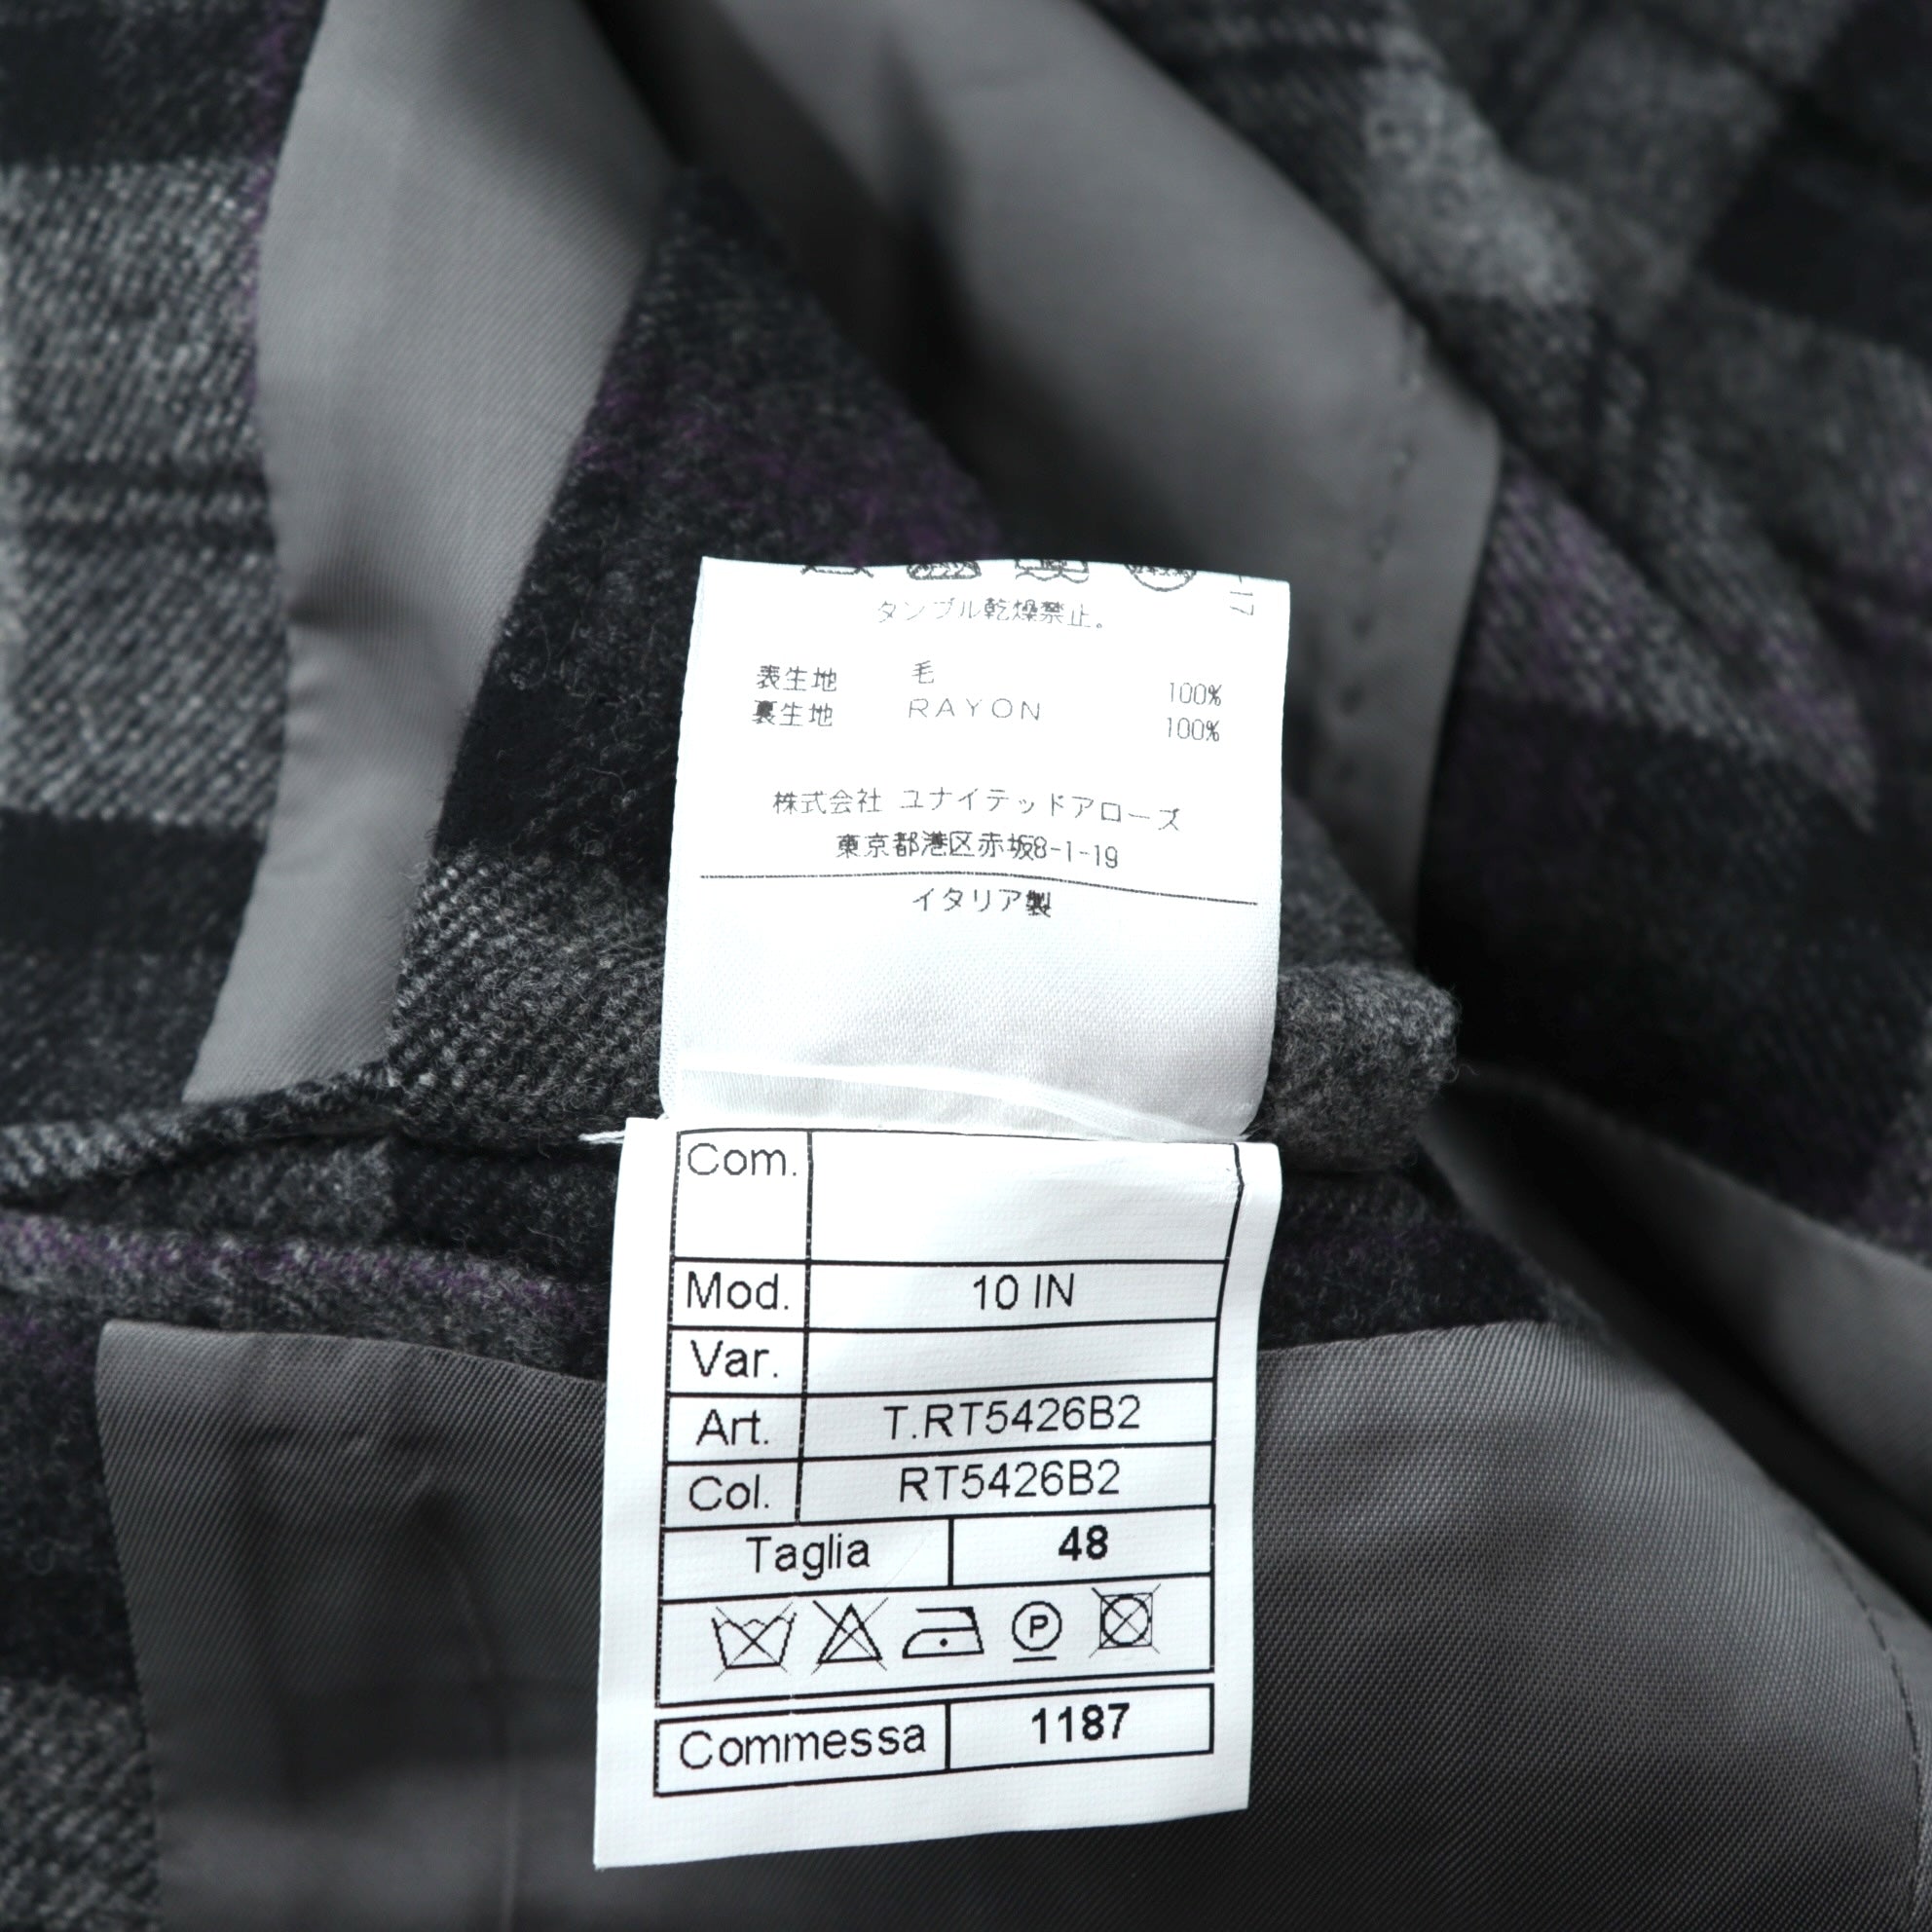 -17
タンブル乾燥禁止。
表生地 毛 100%
裏生地 RAYON 100%
株式会社 ユナイテッドアローズ
東京都港区赤坂8-1-19
イタリア製
Com.
Mod. 10 IN
Var.
Art. T.RT5426B2
Col. RT5426B2
Taglia 48
P
Commessa 1187